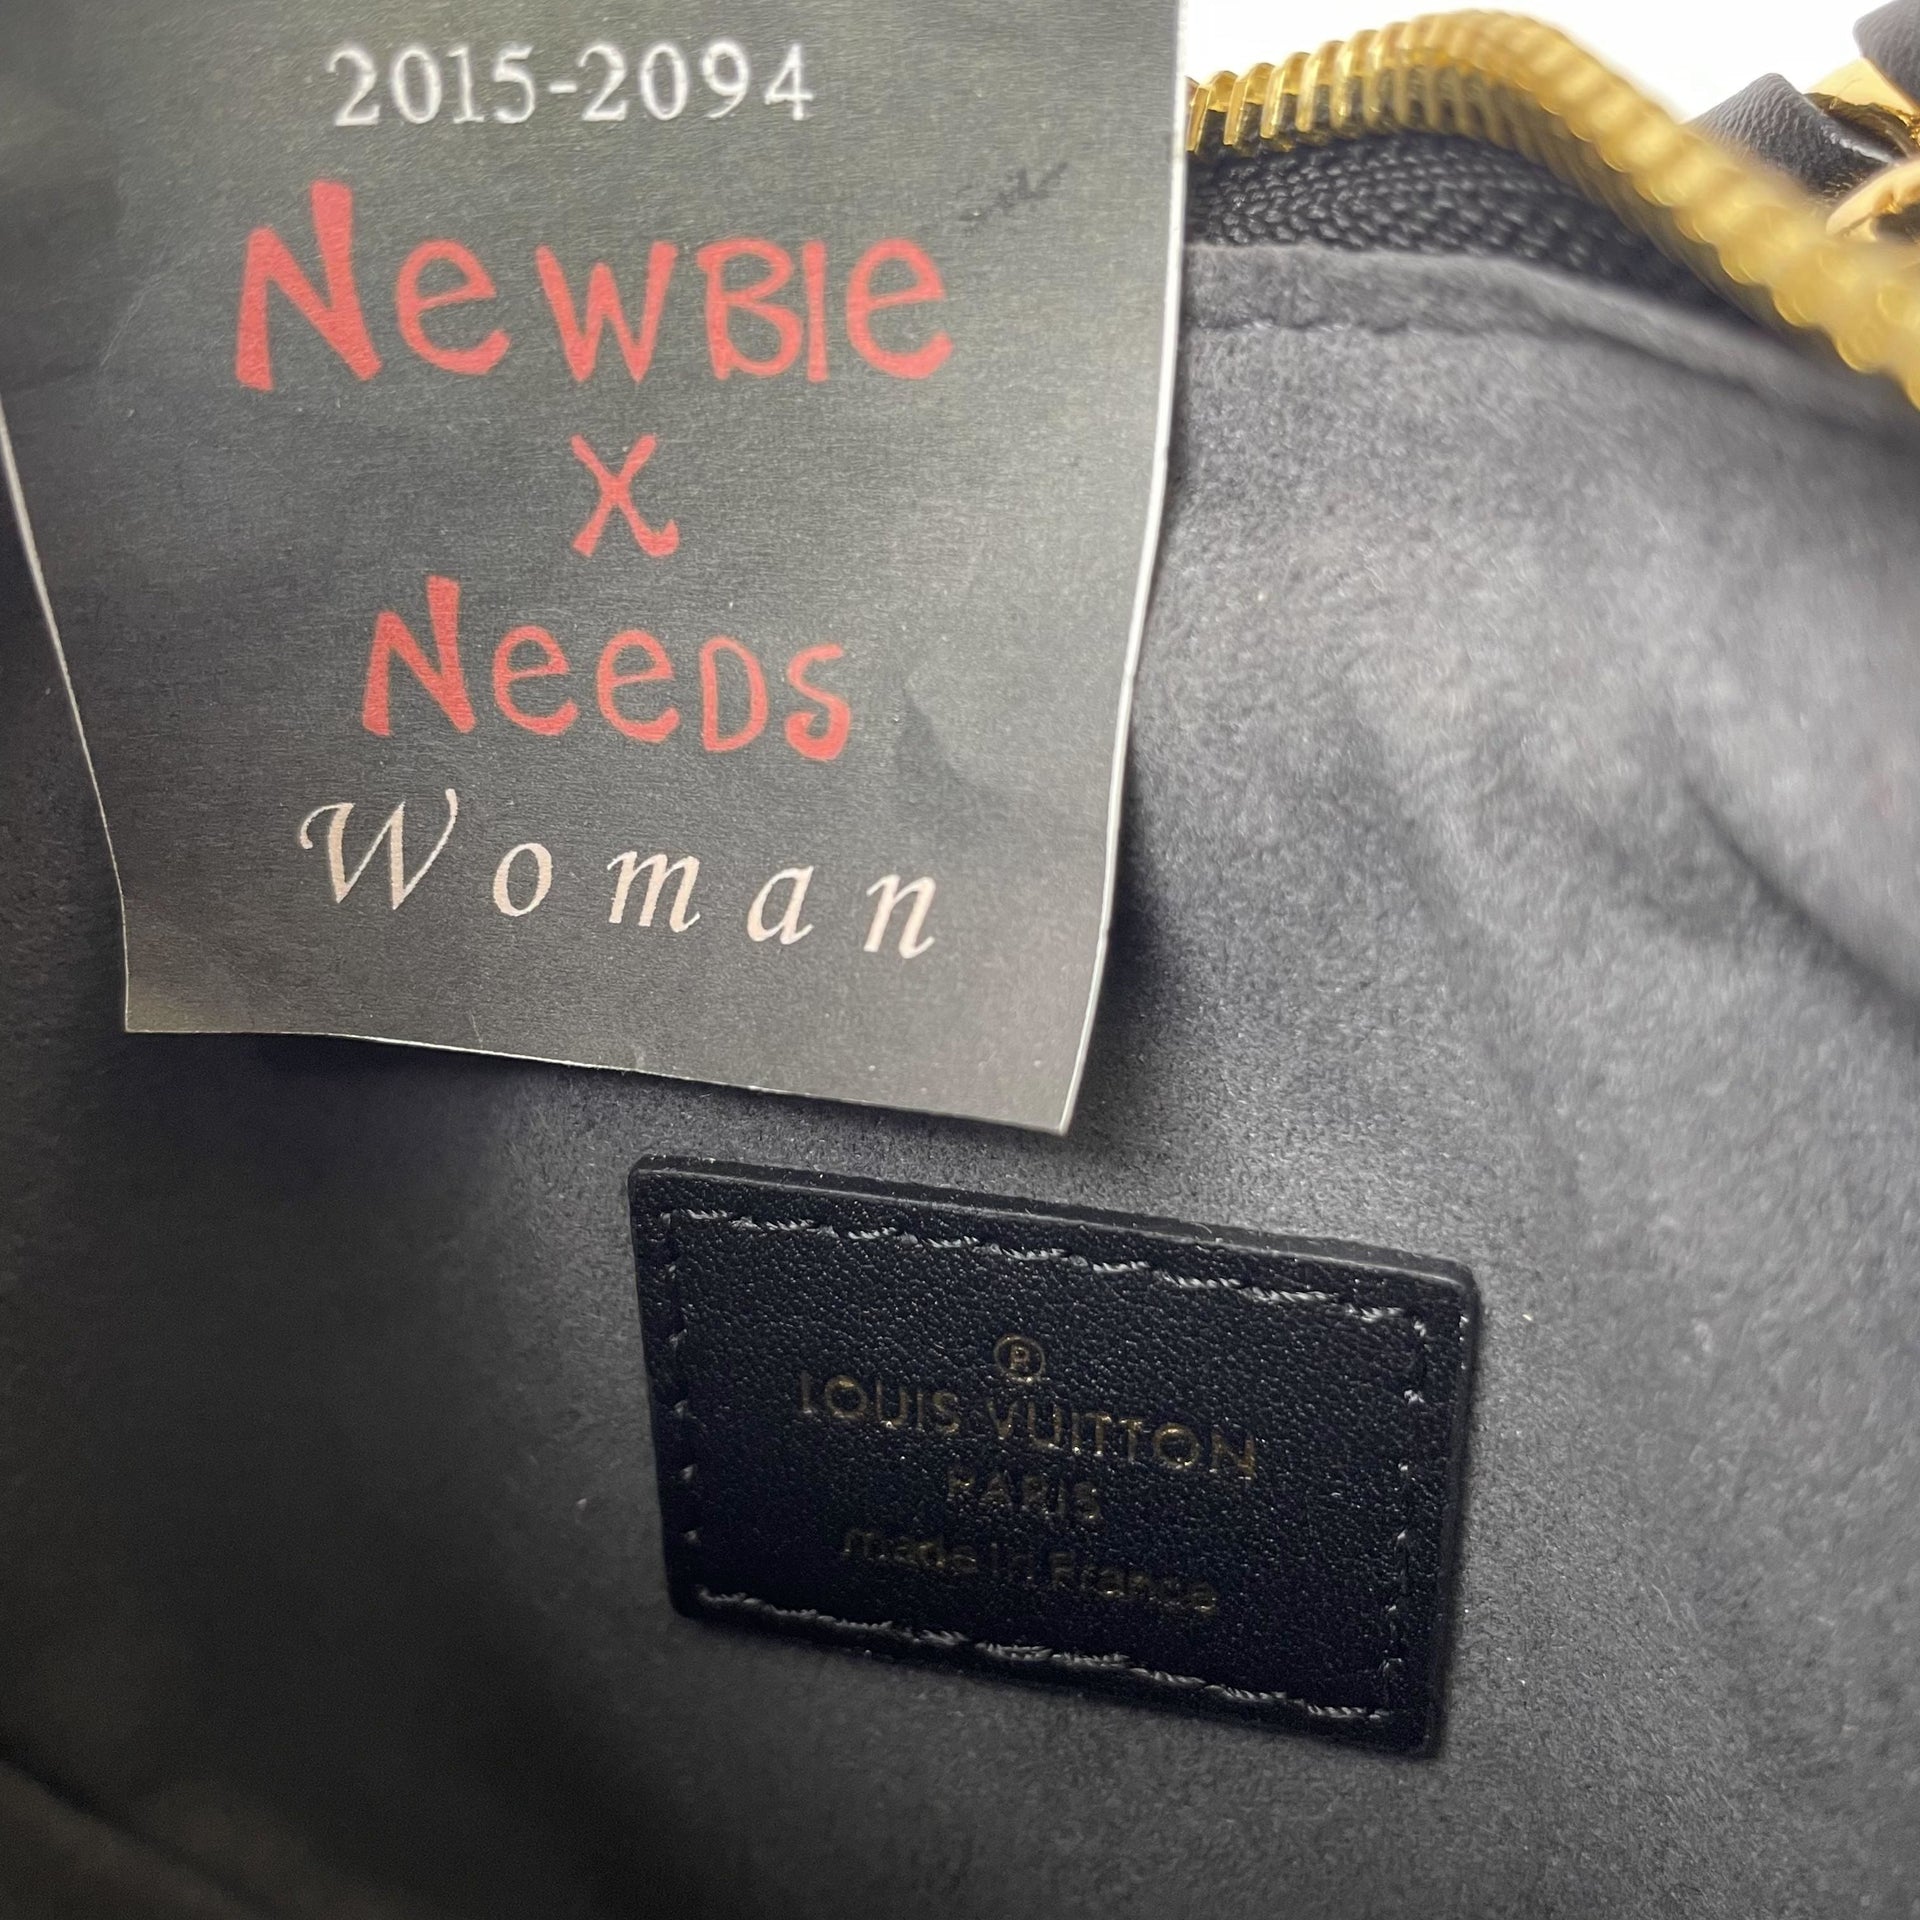 2015-2094
Newbie
x
Needs
Woman
®
LOUIS VUITTON
PARIS
made in France